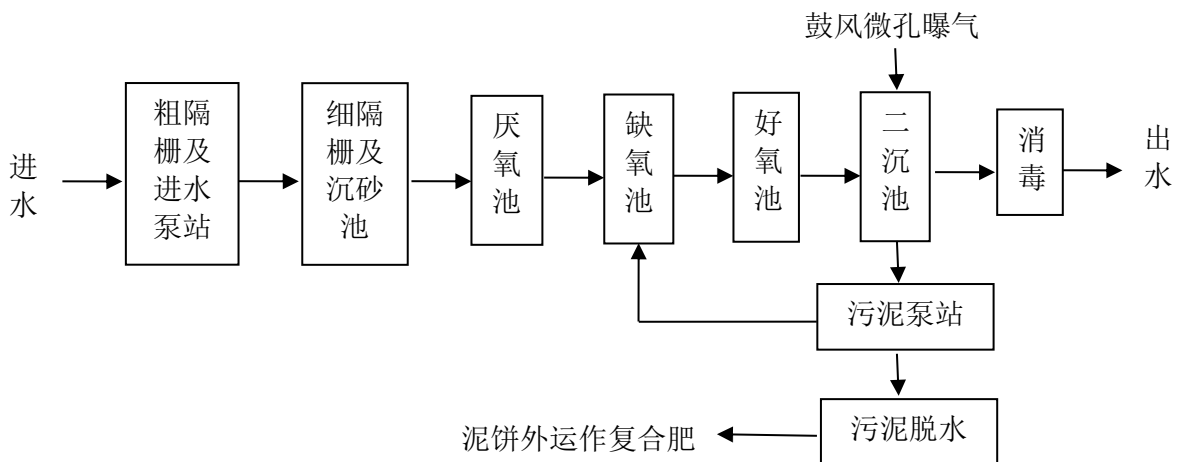 鼓风微孔曝气
进
水
粗隔
栅及
进水
泵站
细隔
栅及
沉砂
池
厌
氧
池
缺
氧
池
好
氧
池
二
沉
池
消
毒
出
水
污泥泵站
污泥脱水
泥饼外运作复合肥